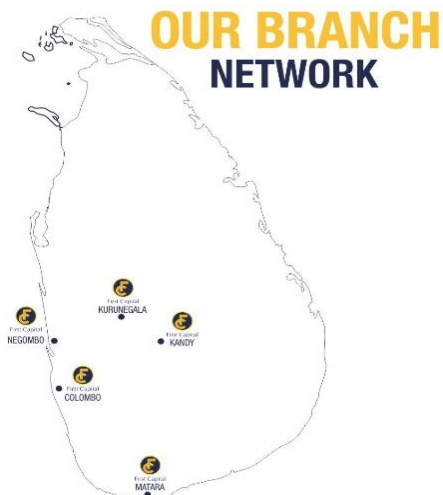 OUR BRANCH
NETWORK
First Capital
KURUNEGALA
First Capital
NEGOMBO
First Capital
KANDY
First Capital
COLOMBO
First Capital
MATARA